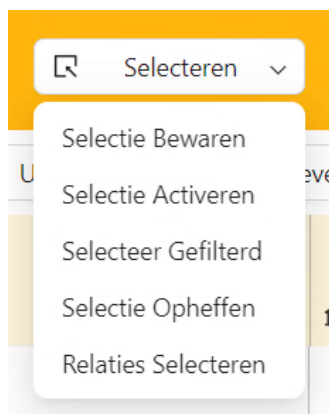 Selecteren
Selectie Bewaren
Selectie Activeren
Selecteer Gefilterd
Selectie Opheffen
Relaties Selecteren